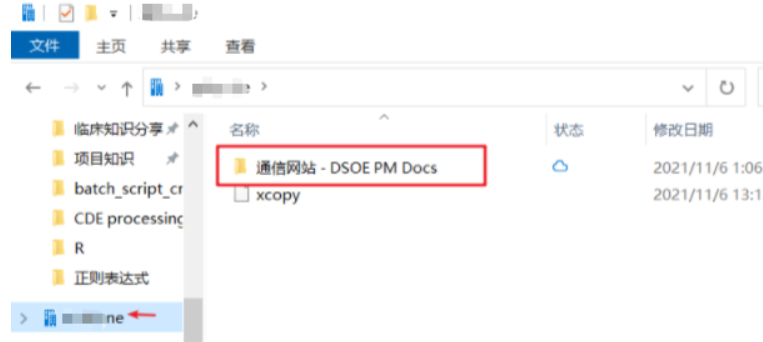 文件 主页 共享 查看
名称 状态 修改日期
临床知识分享
项目知识
通信网站 - DSOE PM Docs 2021/11/6 1:06
batch_script_cr
xcopy 2021/11/6 13:1
CDE processing
R
正则表达式
ne